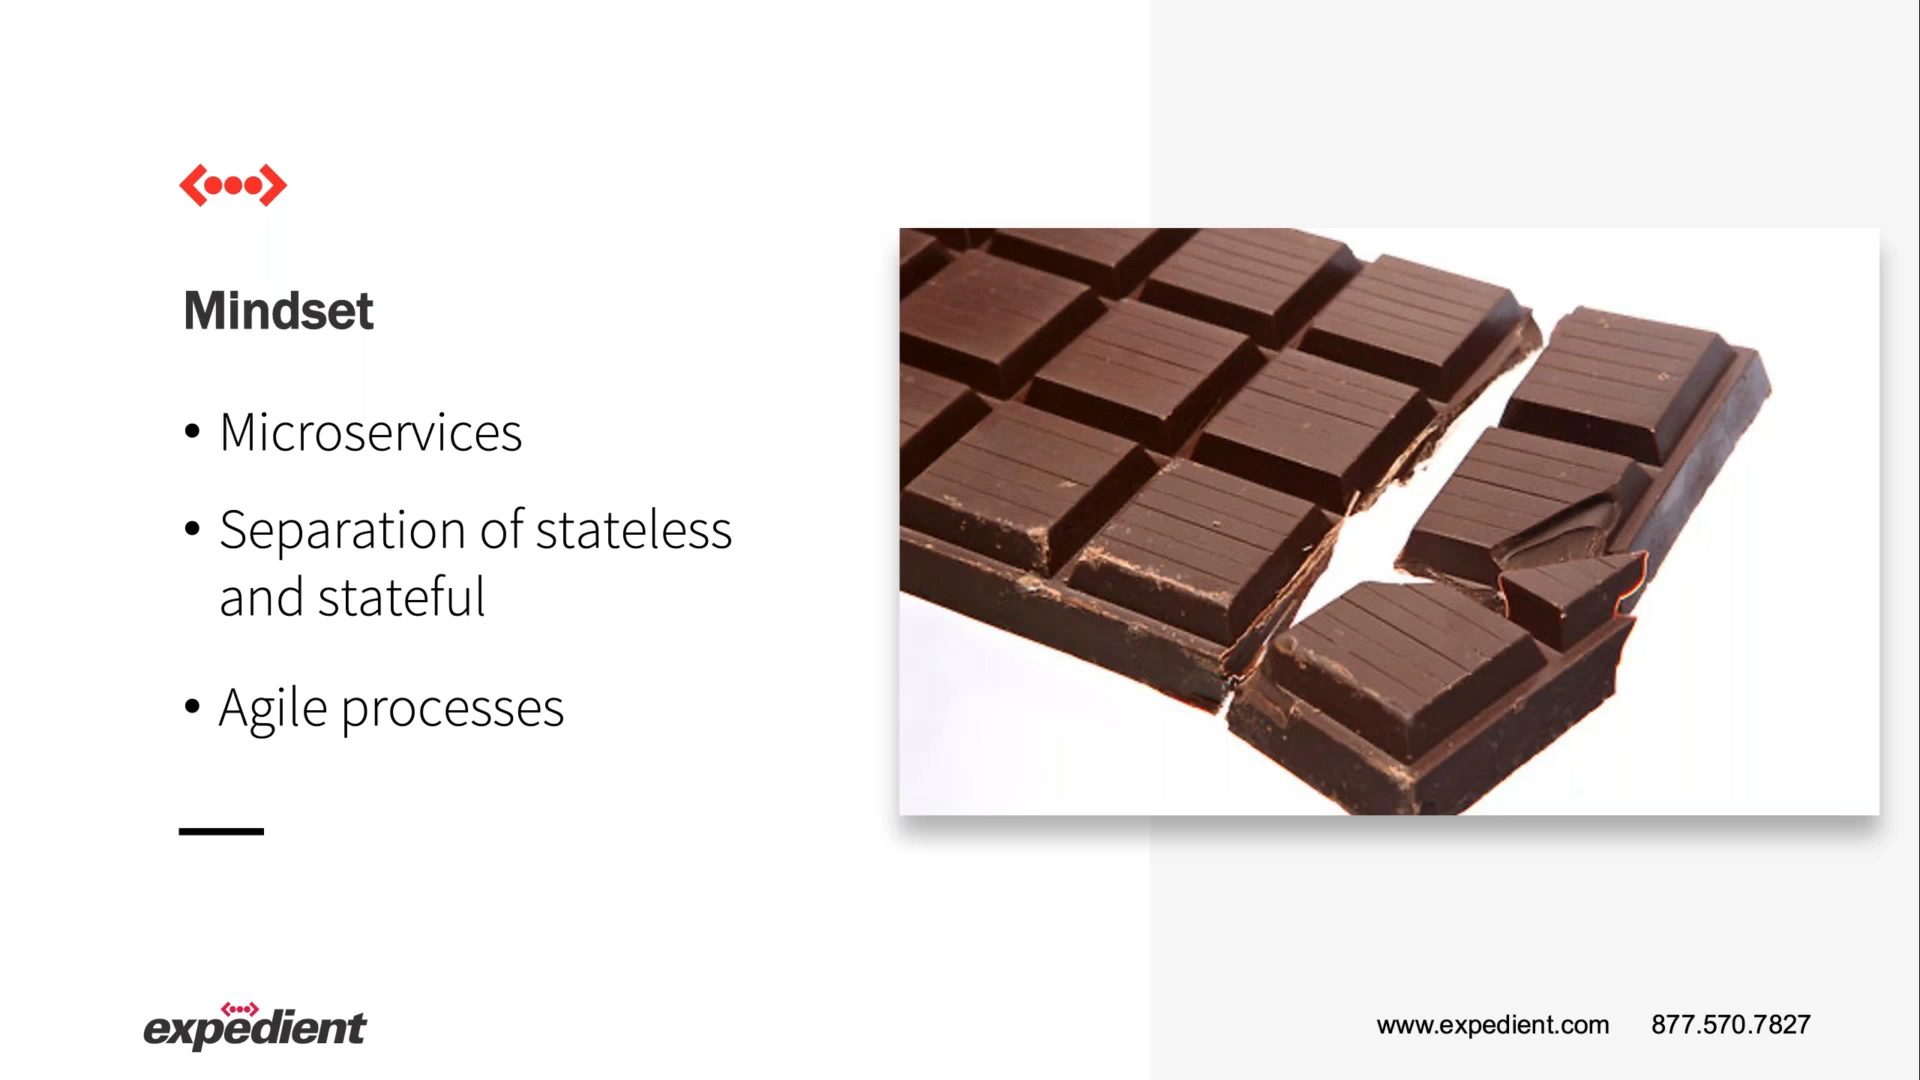 Mindset
• Microservices
• Separation of stateless
and stateful
• Agile processes
expedient
www.expedient.com 877.570.7827